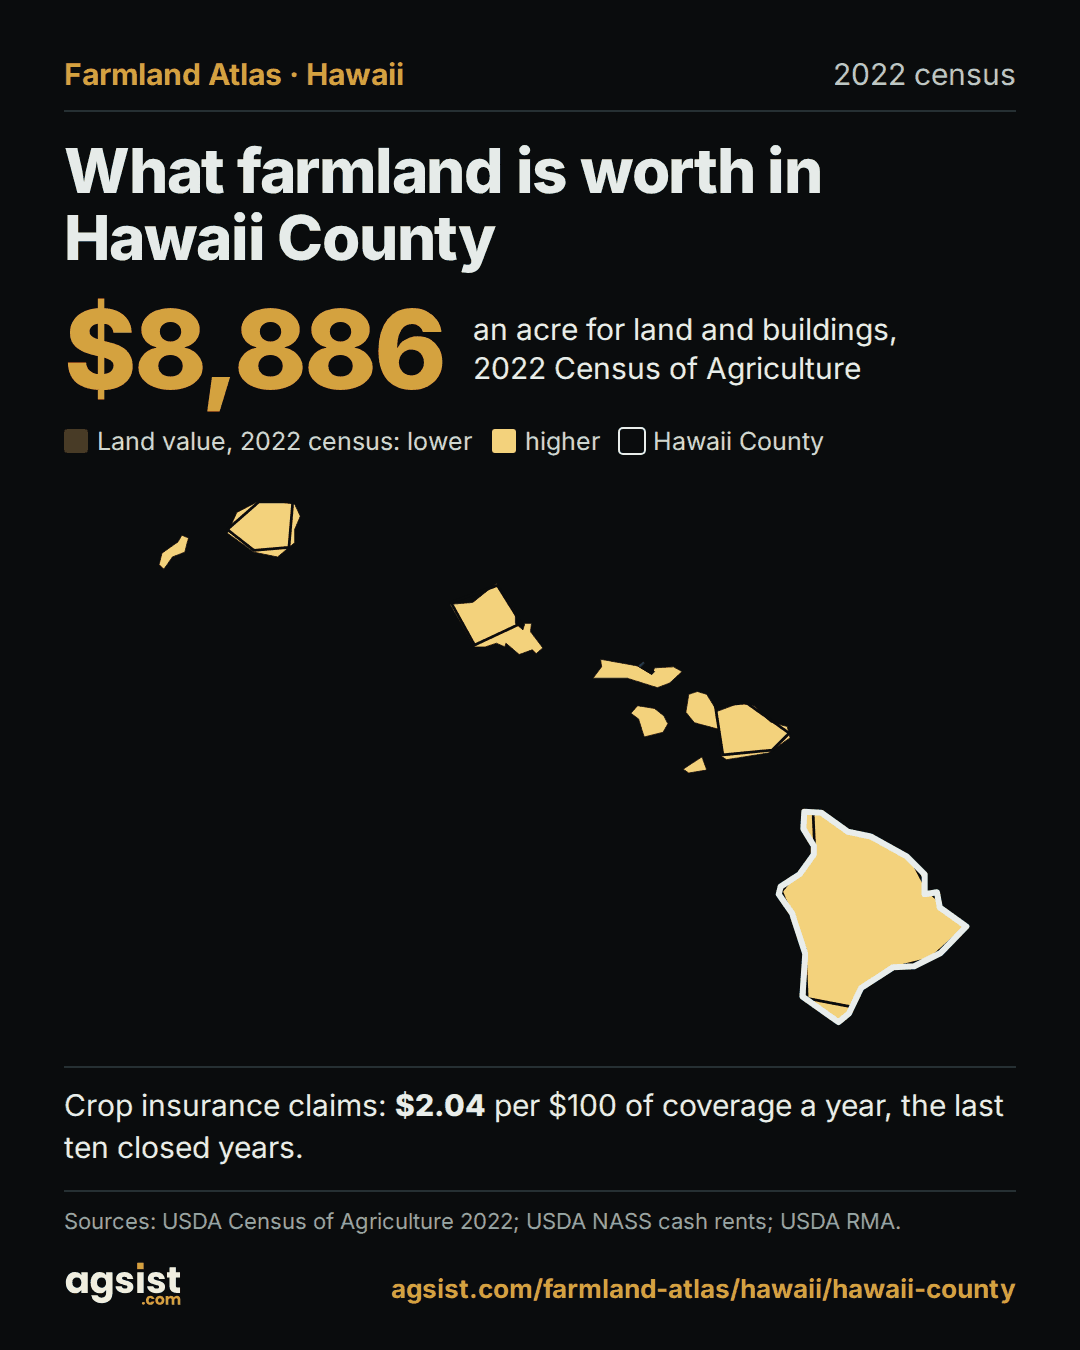 Farmland Atlas · Hawaii
2022 census
What farmland is worth in
Hawaii County
$8,886
an acre for land and buildings,
2022 Census of Agriculture
Land value, 2022 census: lower
higher
Hawaii County
Crop insurance claims: $2.04 per $100 of coverage a year, the last
ten closed years.
Sources: USDA Census of Agriculture 2022; USDA NASS cash rents; USDA RMA.
agsist
.com
agsist.com/farmland-atlas/hawaii/hawaii-county